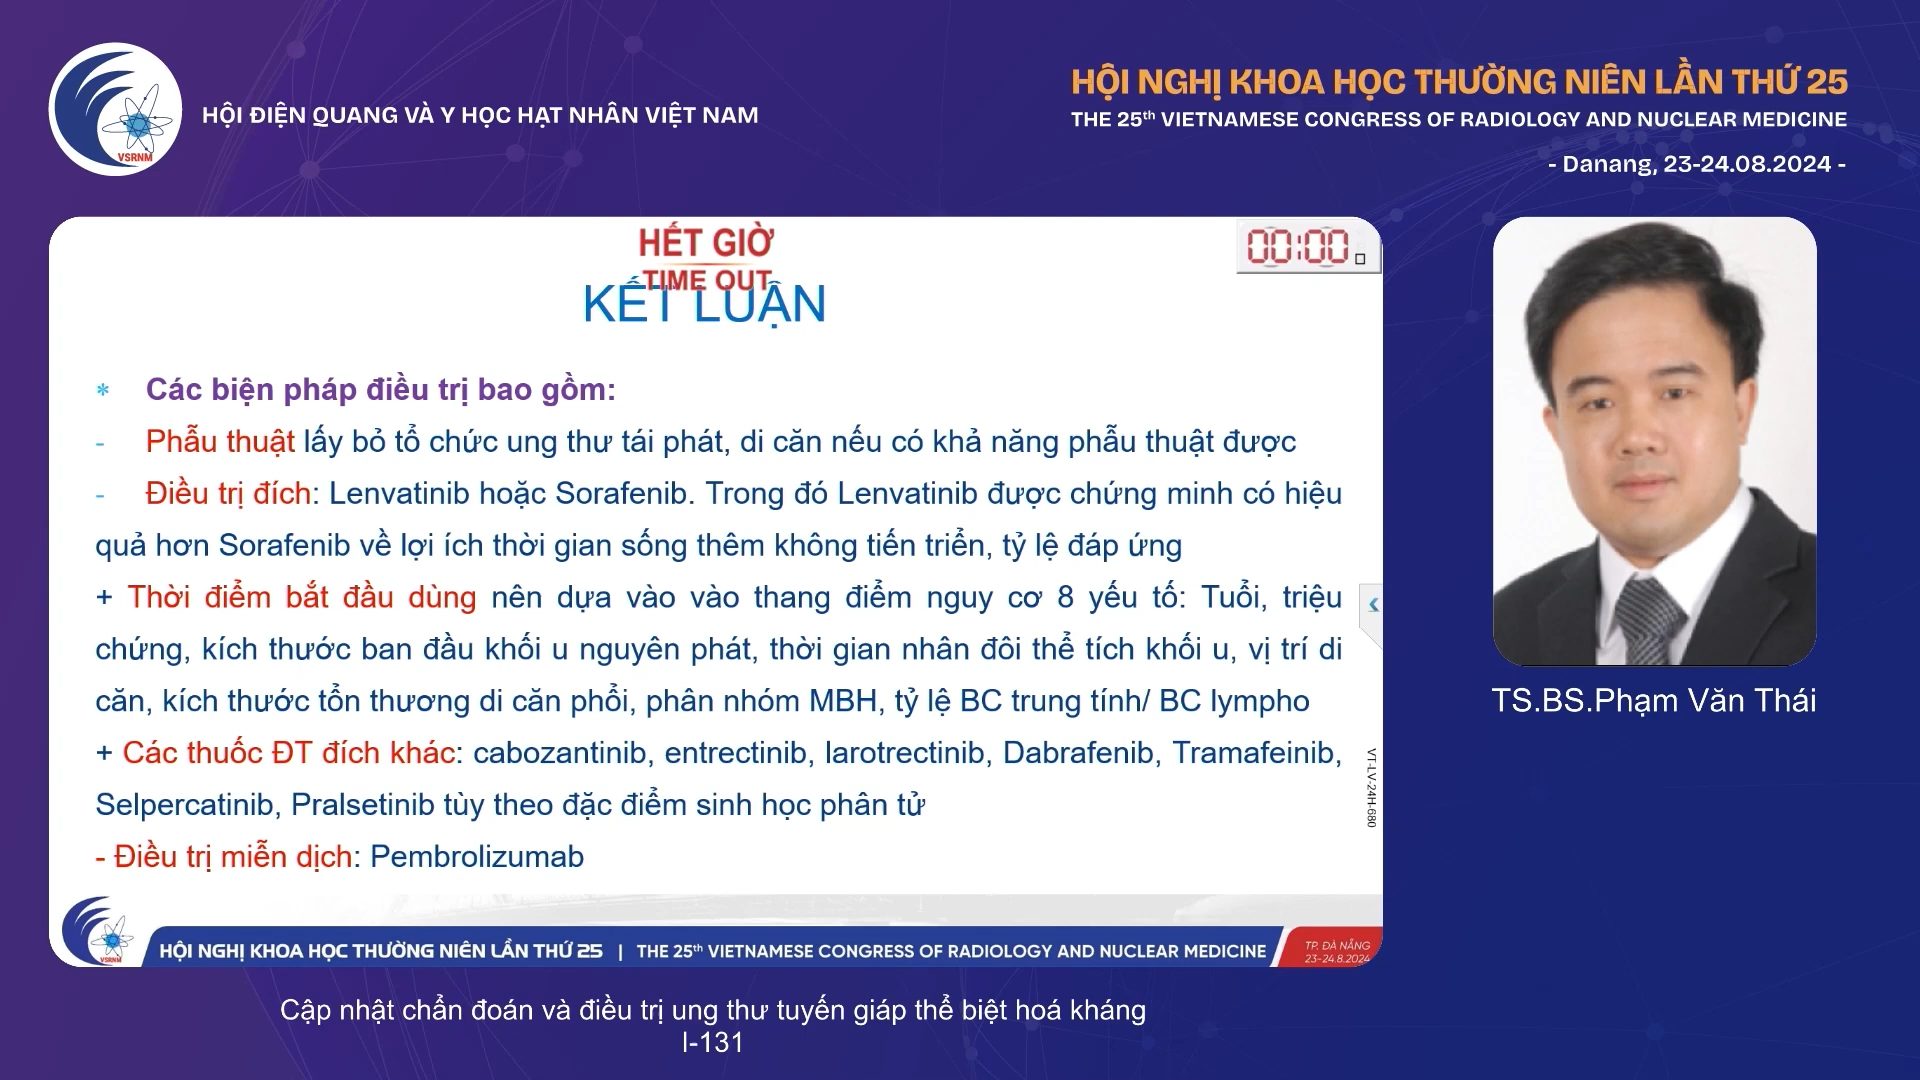 VSRNM
HỘI ĐIỆN QUANG VÀ Y HỌC HẠT NHÂN VIỆT NAM
HỘI NGHỊ KHOA HỌC THƯỜNG NIÊN LẦN THỨ 25
THE 25th VIETNAMESE CONGRESS OF RADIOLOGY AND NUCLEAR MEDICINE
- Danang, 23-24.08.2024 -
HẾT GIỜ
TIME OUT
00:00
KẾT LUẬN
* Các biện pháp điều trị bao gồm:
- Phẫu thuật lấy bỏ tổ chức ung thư tái phát, di căn nếu có khả năng phẫu thuật được
- Điều trị đích: Lenvatinib hoặc Sorafenib. Trong đó Lenvatinib được chứng minh có hiệu
quả hơn Sorafenib về lợi ích thời gian sống thêm không tiến triển, tỷ lệ đáp ứng
+ Thời điểm bắt đầu dùng nên dựa vào vào thang điểm nguy cơ 8 yếu tố: Tuổi, triệu
chứng, kích thước ban đầu khối u nguyên phát, thời gian nhân đôi thể tích khối u, vị trí di
căn, kích thước tổn thương di căn phổi, phân nhóm MBH, tỷ lệ BC trung tính/ BC lympho
+ Các thuốc ĐT đích khác: cabozantinib, entrectinib, larotrectinib, Dabrafenib, Tramafeinib,
Selpercatinib, Pralsetinib tùy theo đặc điểm sinh học phân tử
- Điều trị miễn dịch: Pembrolizumab
VT-LV-24H-680
VSRNM
HỘI NGHỊ KHOA HỌC THƯỜNG NIÊN LẦN THỨ 25 | THE 25th VIETNAMESE CONGRESS OF RADIOLOGY AND NUCLEAR MEDICINE
TP. ĐÀ NẴNG
23-24.8.2024
TS.BS.Phạm Văn Thái
Cập nhật chẩn đoán và điều trị ung thư tuyến giáp thể biệt hoá kháng
I-131